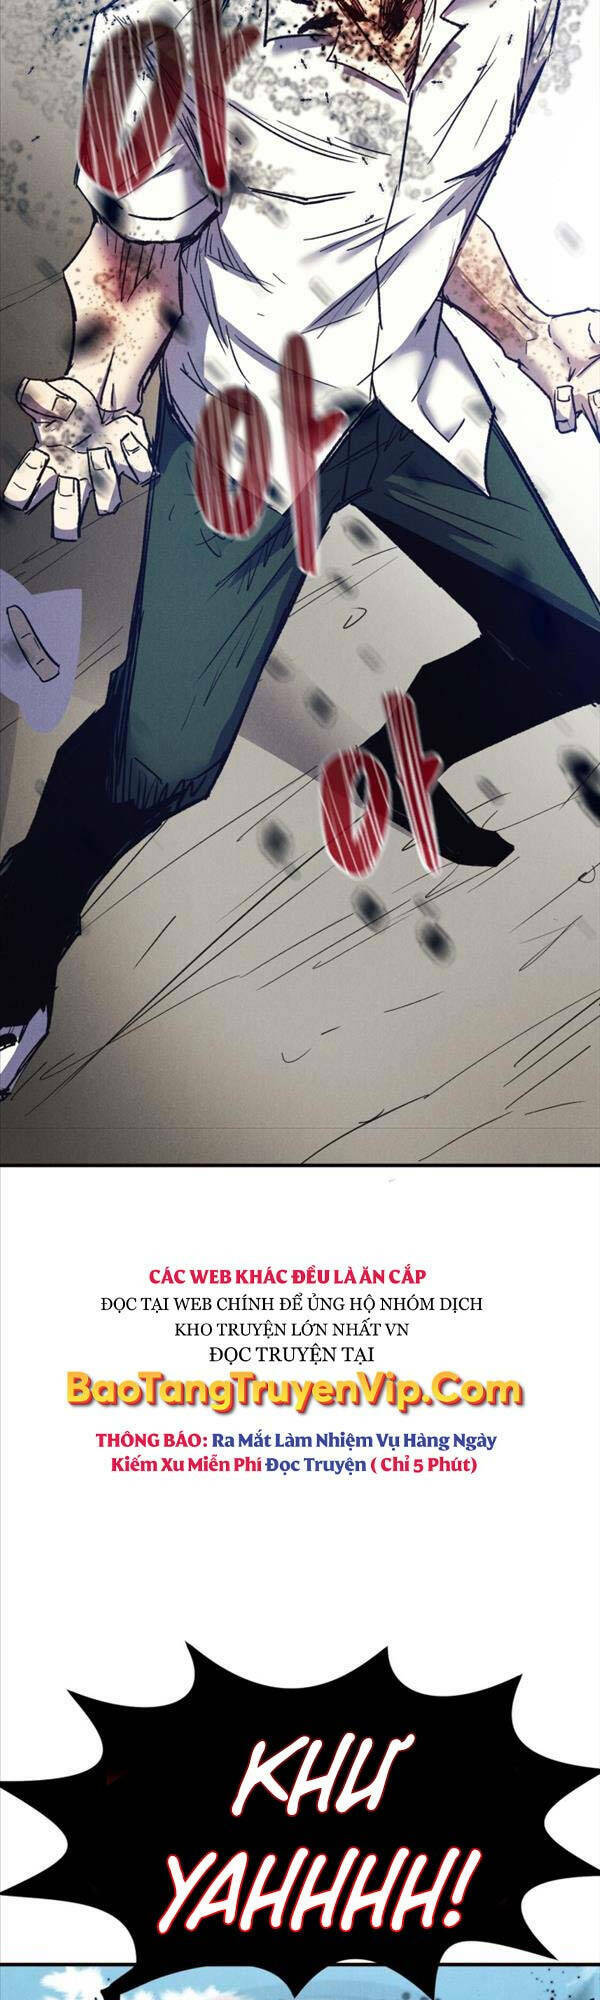 아
아
아
CÁC WEB KHÁC ĐỀU LÀ ĂN CẮP
ĐỌC TẠI WEB CHÍNH ĐỂ ỦNG HỘ NHÓM DỊCH
KHO TRUYỆN LỚN NHẤT VN
ĐỌC TRUYỆN TẠI
BaoTangTruyenVip.Com
THÔNG BÁO: Ra Mắt Làm Nhiệm Vụ Hàng Ngày
Kiếm Xu Miễn Phí Đọc Truyện ( Chỉ 5 Phút)
KHƯ
YAHHHH!